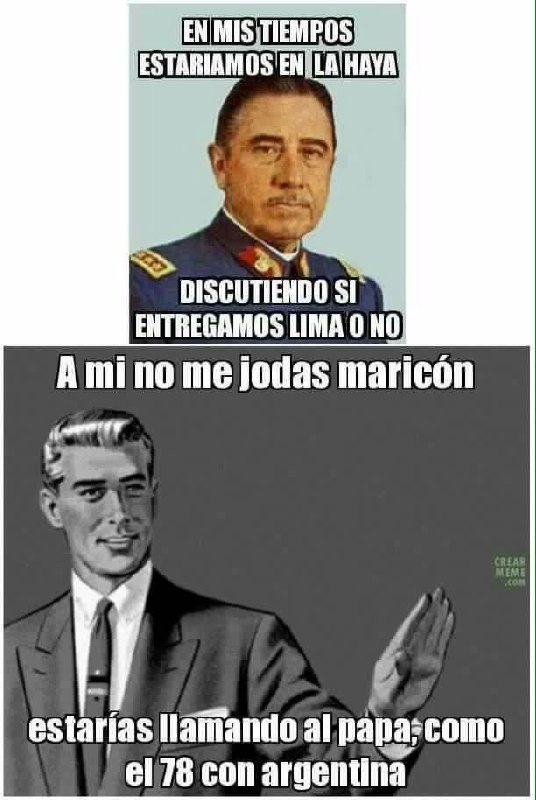 EN MIS TIEMPOS
ESTARIAMOS EN LA HAYA
DISCUTIENDO SI
ENTREGAMOS LIMA O NO
A mi no me jodas maricón
CREAR
MEME
.COM
estarías llamando al papa, como
el 78 con argentina